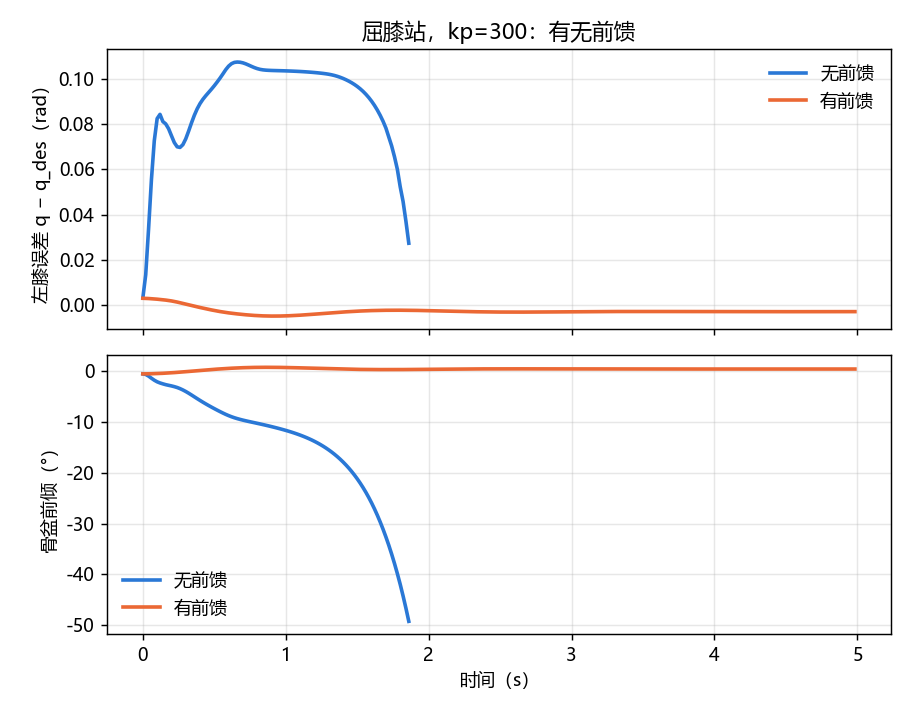 屈膝站，kp=300：有无前馈
左膝误差 q − q_des（rad）
0.10
0.08
0.06
0.04
0.02
0.00
无前馈
有前馈
骨盆前倾（°）
0
-10
-20
-30
-40
-50
无前馈
有前馈
0 1 2 3 4 5
时间（s）